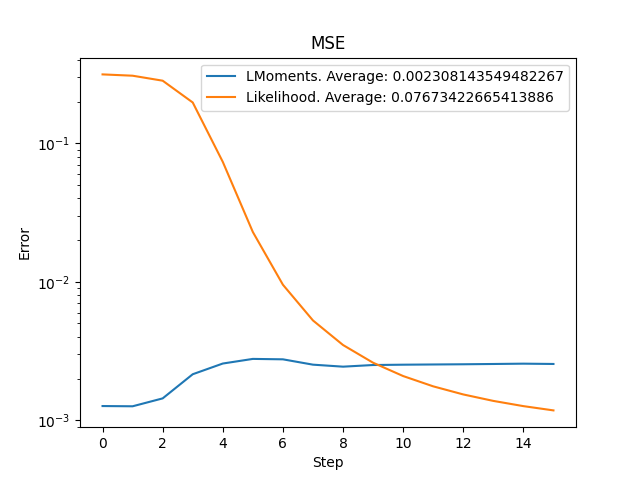 MSE
LMoments. Average: 0.002308143549482267
Likelihood. Average: 0.07673422665413886
Error
10⁻¹
10⁻²
10⁻³
0 2 4 6 8 10 12 14
Step